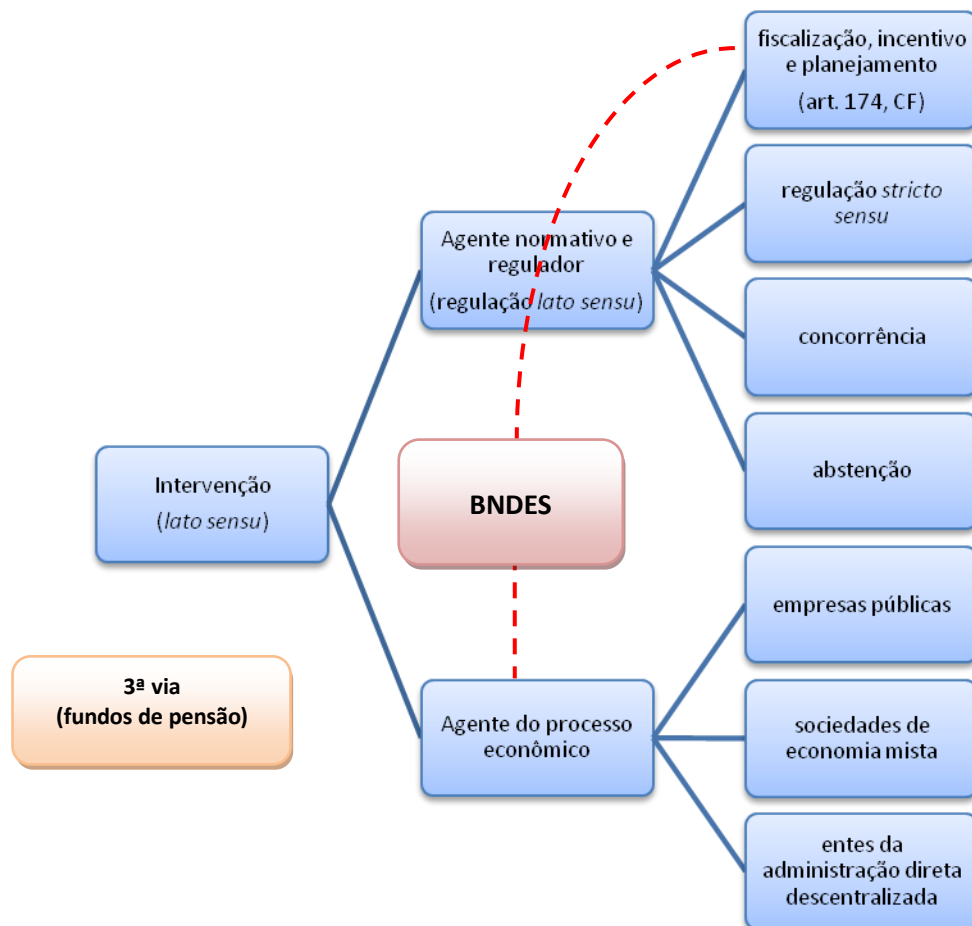 fiscalização, incentivo
e planejamento
(art. 174, CF)
regulação stricto
sensu
Agente normativo e
regulador
(regulação lato sensu)
concorrência
abstenção
Intervenção
(lato sensu)
BNDES
empresas públicas
3ª via
(fundos de pensão)
Agente do processo
econômico
sociedades de
economia mista
entes da
administração direta
descentralizada